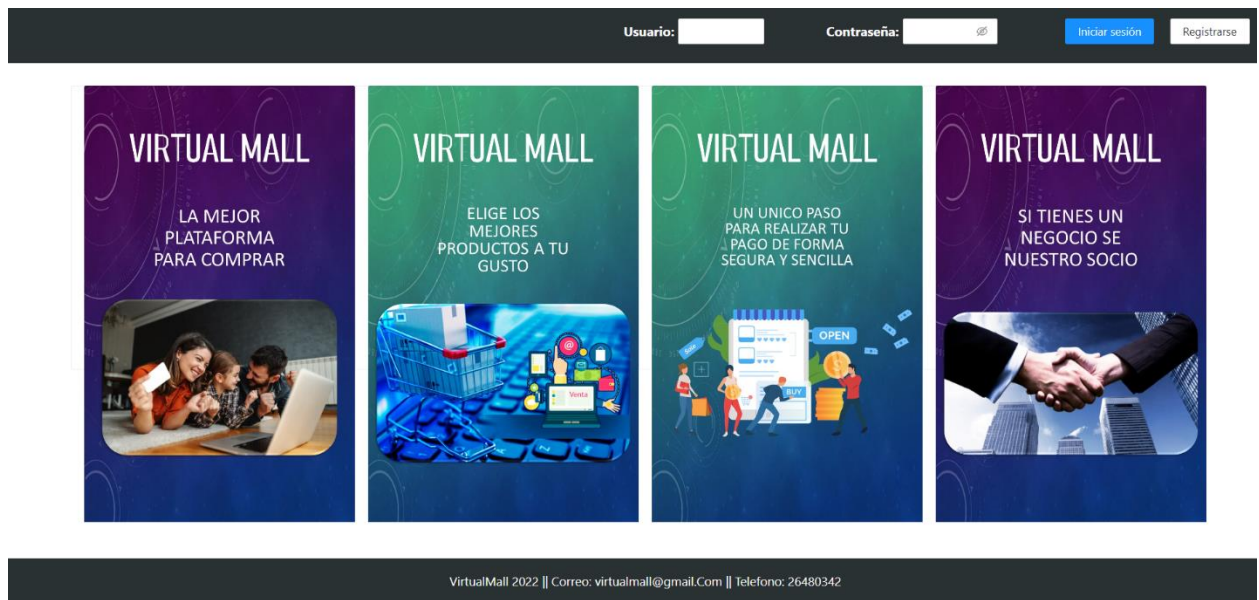 Usuario:
Contraseña:
Iniciar sesión
Registrarse
VIRTUAL MALL
LA MEJOR
PLATAFORMA
PARA COMPRAR
VIRTUAL MALL
ELIGE LOS
MEJORES
PRODUCTOS A TU
GUSTO
Venta
VIRTUAL MALL
UN UNICO PASO
PARA REALIZAR TU
PAGO DE FORMA
SEGURA Y SENCILLA
OPEN
Sale
BUY
VIRTUAL MALL
SI TIENES UN
NEGOCIO SE
NUESTRO SOCIO
VirtualMall 2022 || Correo: virtualmall@gmail.Com || Telefono: 26480342